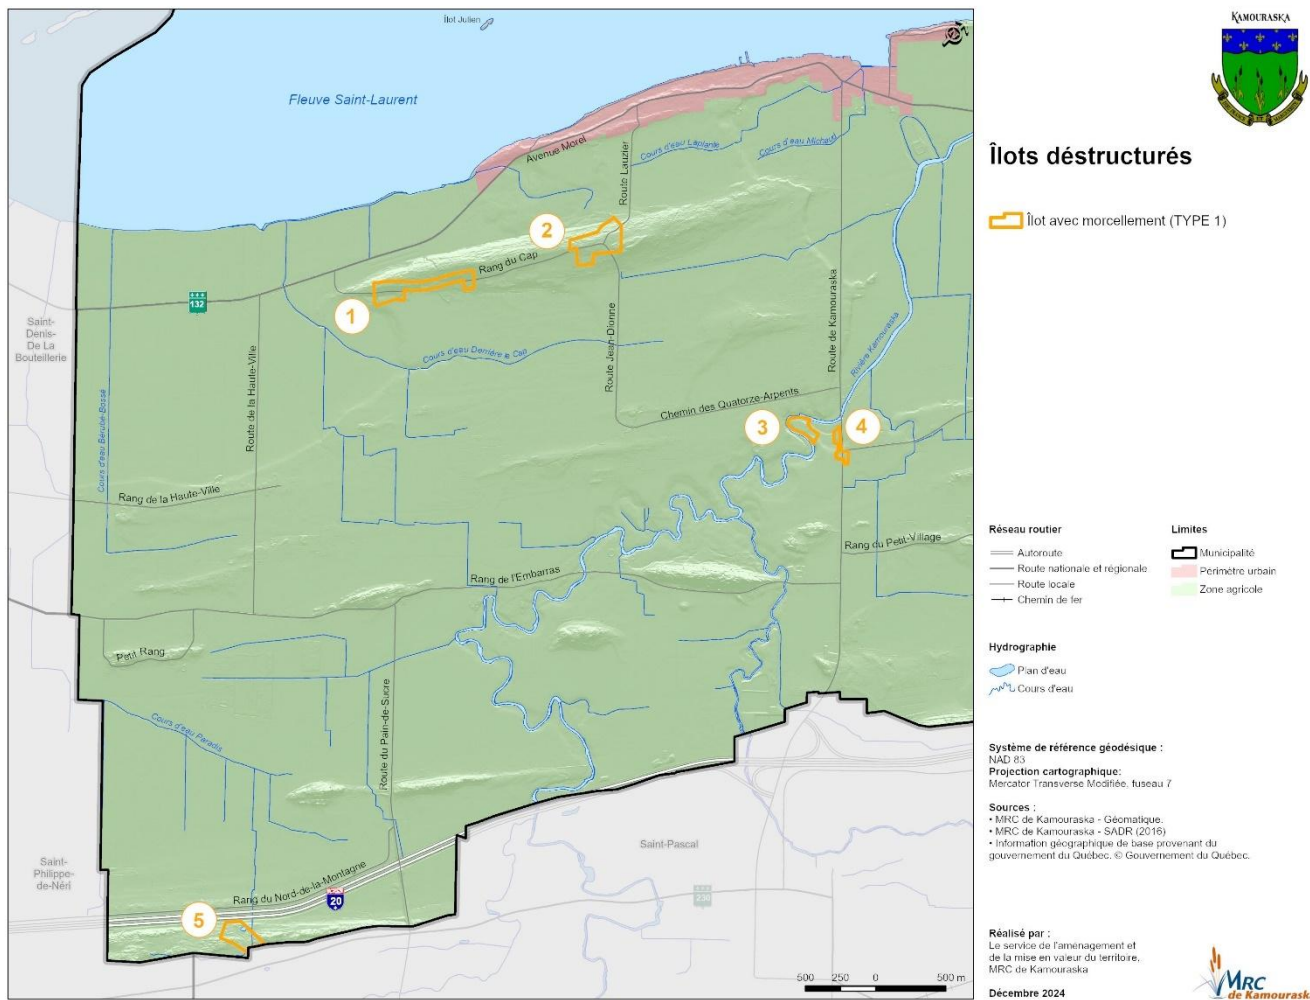 Îlot Julien
Fleuve Saint-Laurent
Avenue Morel
Route Lauzier
Cours d'eau Laplante
Cours d'eau Michaud
2
Rang du Cap
1
132
Saint-
Denis-
De La
Bouteillerie
Route de la Haute-Ville
Cours d'eau Bérubé-Bossé
Cours d'eau Derrière le Cap
Route Jean-Dionne
Route de Kamouraska
Rivière Kamouraska
Chemin des Quatorze-Arpents
3
4
Rang de la Haute-Ville
Rang du Petit-Village
Rang de l'Embarras
Petit Rang
Cours d'eau Paradis
Route du Pain-de-Sucre
Saint-Pascal
Saint-
Philippe-
de-Néri
Rang du Nord-de-la-Montagne
20
230
5
500 250 0 500 m
KAMOURASKA
Îlots déstructurés
Îlot avec morcellement (TYPE 1)
Réseau routier
Autoroute
Route nationale et régionale
Route locale
Chemin de fer
Limites
Municipalité
Périmètre urbain
Zone agricole
Hydrographie
Plan d'eau
Cours d'eau
Système de référence géodésique :
NAD 83
Projection cartographique:
Mercator Transverse Modifiée, fuseau 7
Sources :
• MRC de Kamouraska - Géomatique.
• MRC de Kamouraska - SADR (2016)
• Information géographique de base provenant du
gouvernement du Québec. © Gouvernement du Québec.
Réalisé par :
Le service de l'aménagement et
de la mise en valeur du territoire,
MRC de Kamouraska
Décembre 2024
MRC
de Kamourask